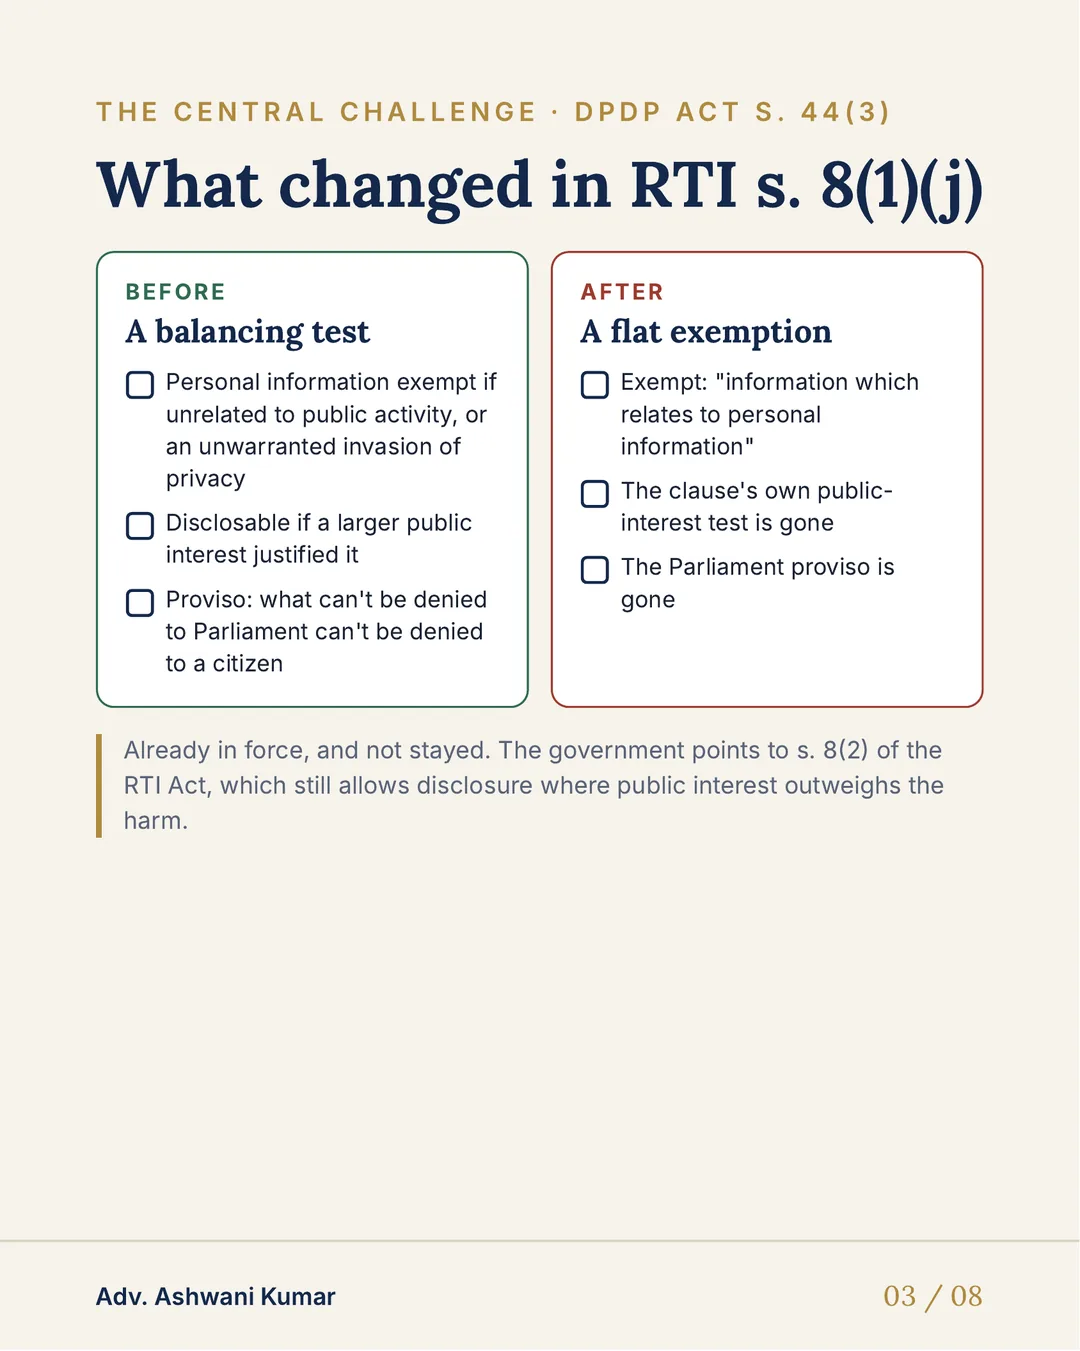 THE CENTRAL CHALLENGE · DPDP ACT S. 44(3)
What changed in RTI s. 8(1)(j)
BEFORE
A balancing test
Personal information exempt if
unrelated to public activity, or
an unwarranted invasion of
privacy
Disclosable if a larger public
interest justified it
Proviso: what can't be denied
to Parliament can't be denied
to a citizen
AFTER
A flat exemption
Exempt: "information which
relates to personal
information"
The clause's own public-
interest test is gone
The Parliament proviso is
gone
Already in force, and not stayed. The government points to s. 8(2) of the
RTI Act, which still allows disclosure where public interest outweighs the
harm.
Adv. Ashwani Kumar
03 / 08